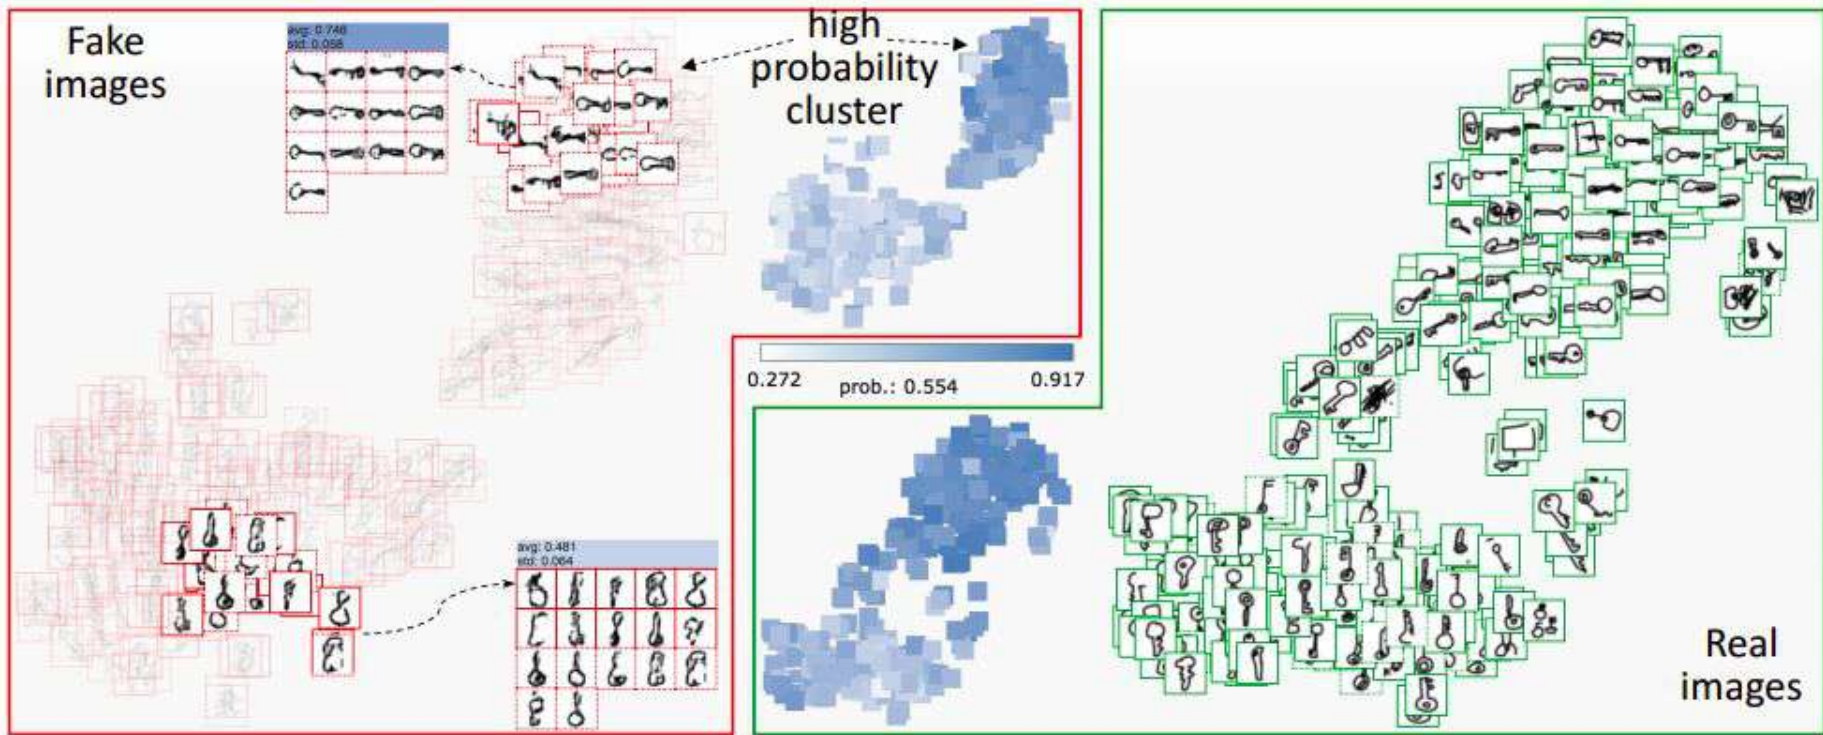 Fake
images
avg: 0.746
std: 0.058
high
probability
cluster
0.272
prob.: 0.554
0.917
avg: 0.481
std: 0.064
Real
images